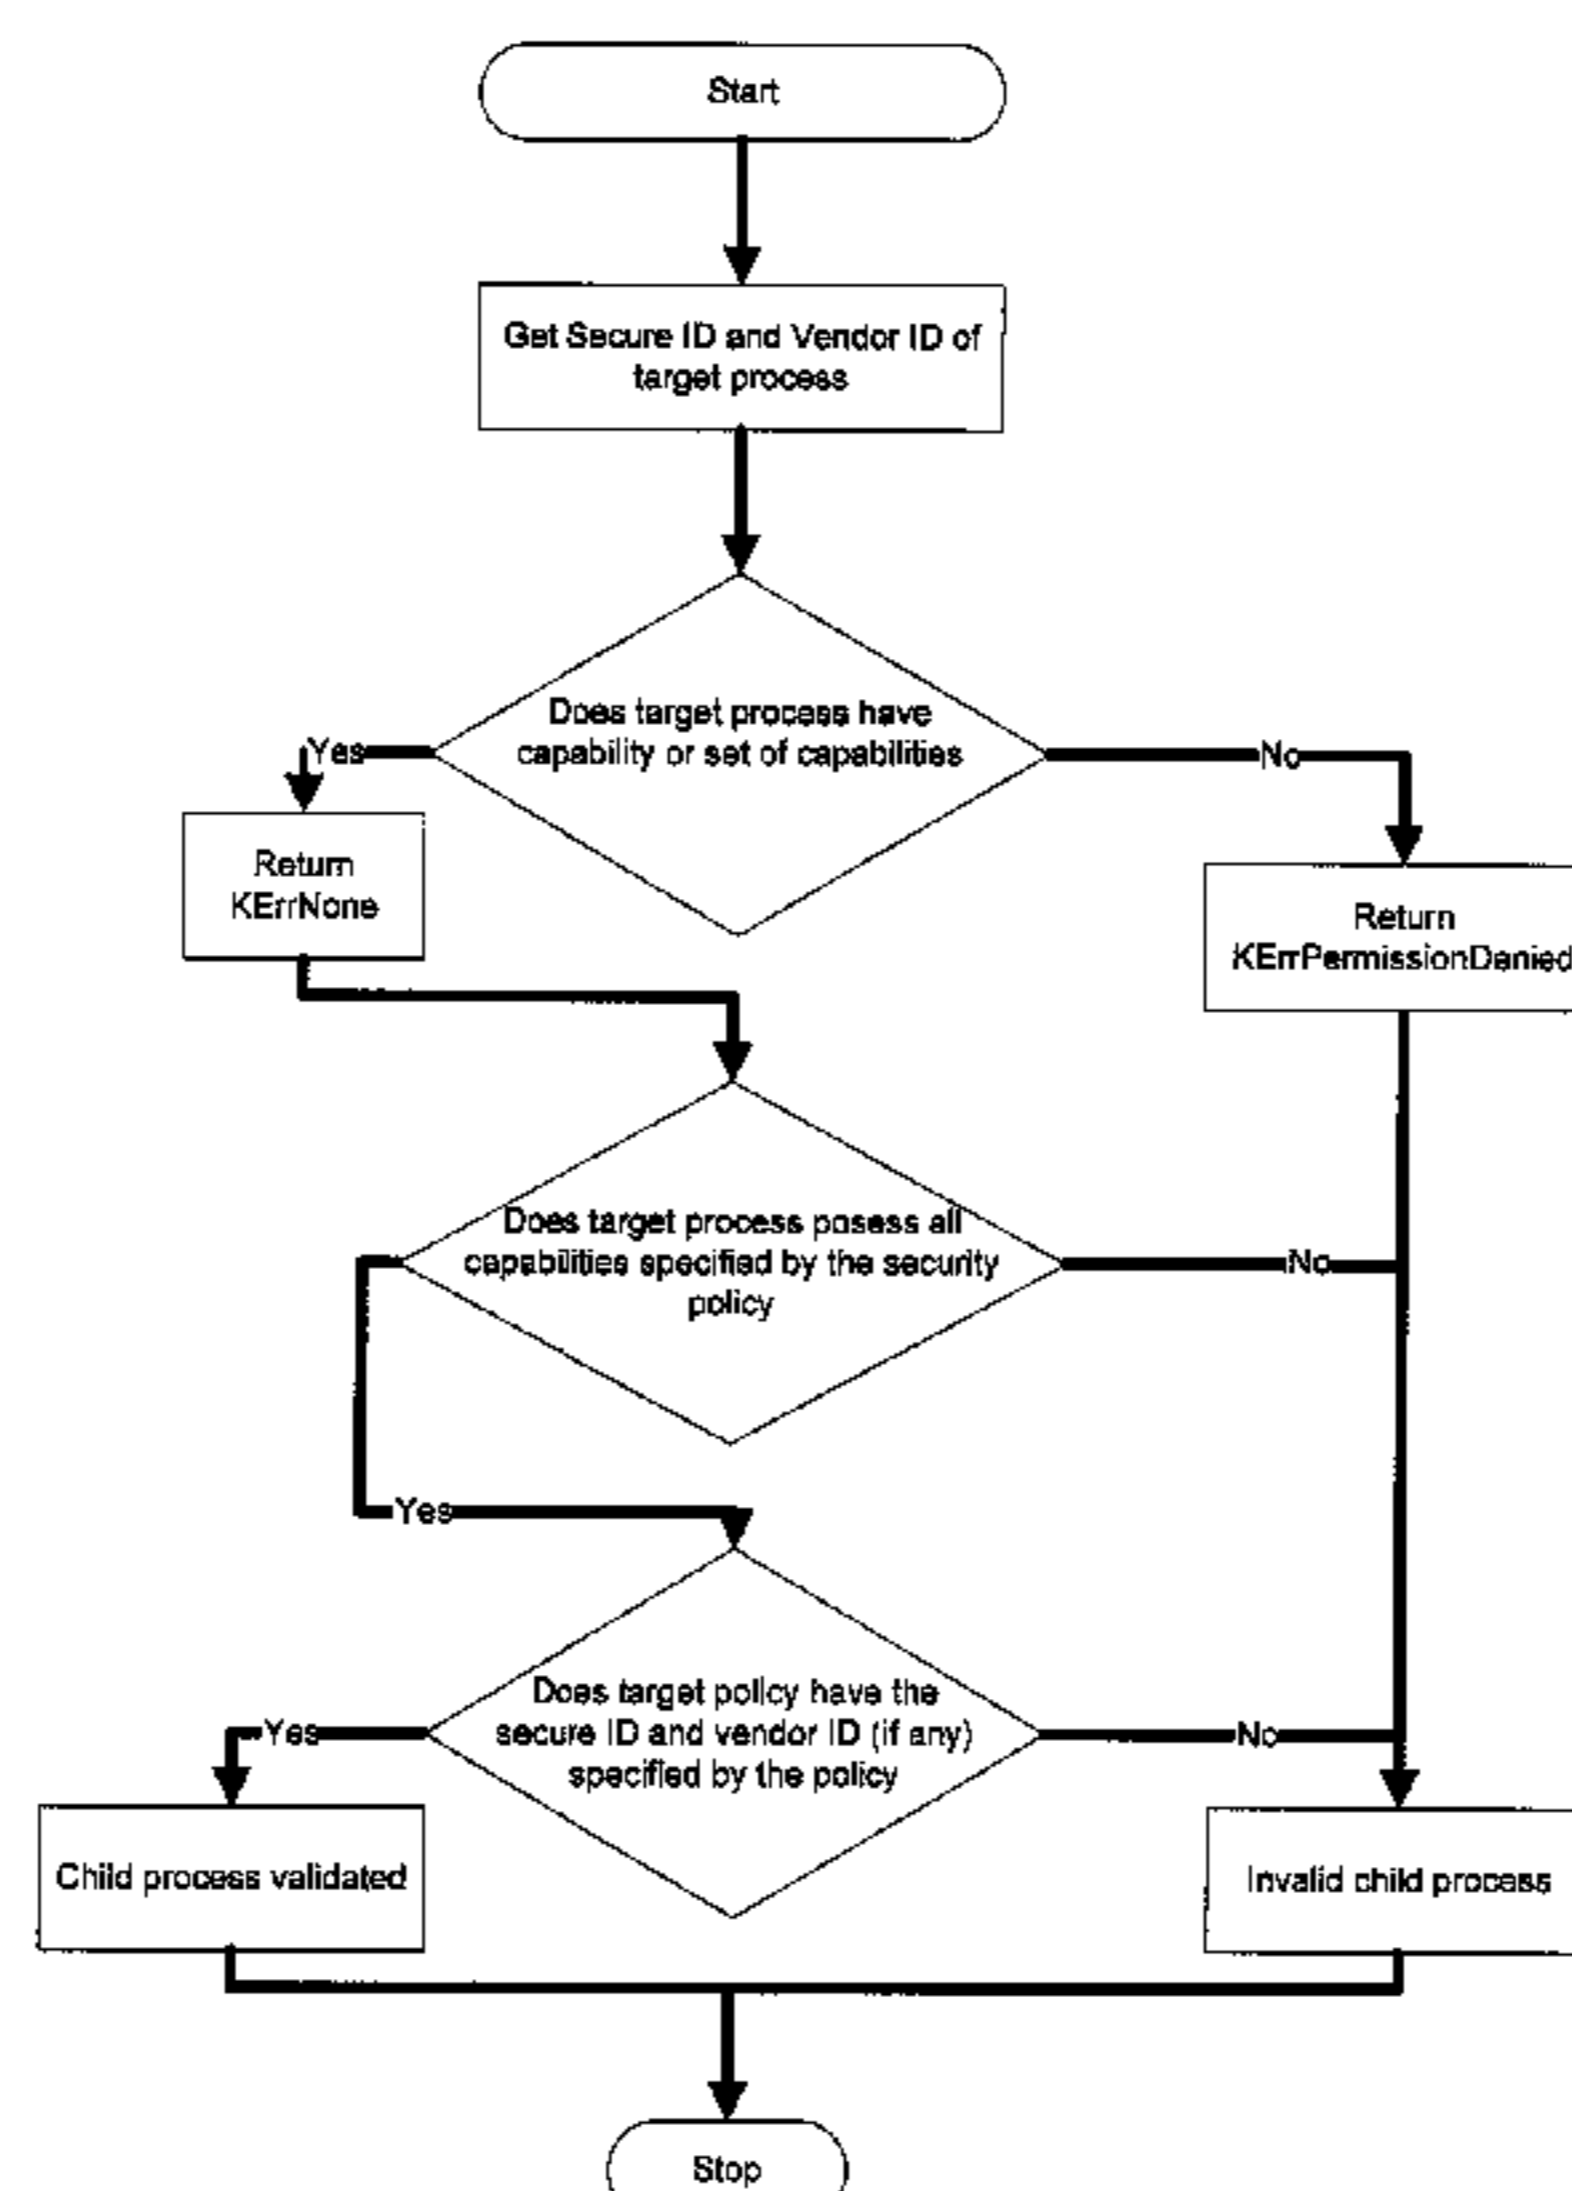 Start
Get Secure ID and Vendor ID of
target process
Does target process have
capability or set of capabilities
Yes
No
Return
KErrNone
Return
KErrPermissionDenied
Does target process posess all
capabilities specified by the security
policy
No
Yes
Does target policy have the
secure ID and vendor ID (if any)
specified by the policy
Yes
No
Child process validated
Invalid child process
Stop